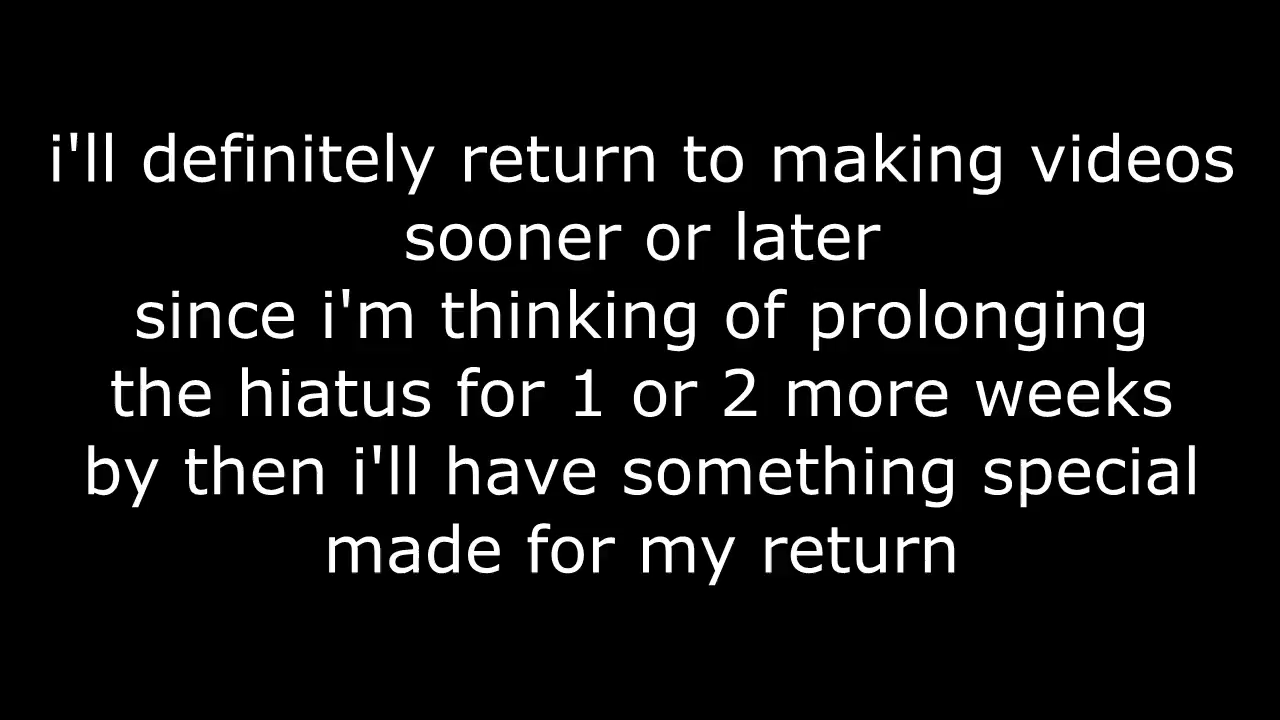 i'll definitely return to making videos
sooner or later
since i'm thinking of prolonging
the hiatus for 1 or 2 more weeks
by then i'll have something special
made for my return